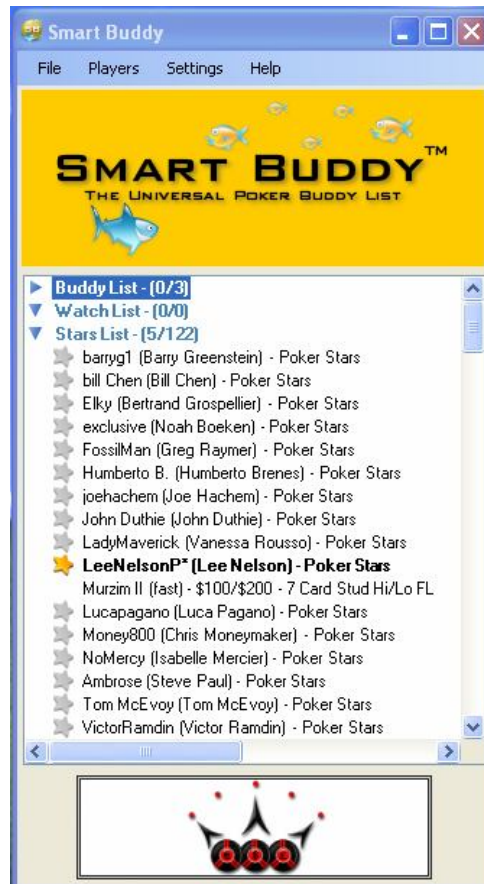 Smart Buddy
File Players Settings Help
SMART BUDDY™
THE UNIVERSAL POKER BUDDY LIST
Buddy List - (0/3)
Watch List - (0/0)
Stars List - (5/122)
barryg1 (Barry Greenstein) - Poker Stars
bill Chen (Bill Chen) - Poker Stars
Elky (Bertrand Grospellier) - Poker Stars
exclusive (Noah Boeken) - Poker Stars
FossilMan (Greg Raymer) - Poker Stars
Humberto B. (Humberto Brenes) - Poker Stars
joehachem (Joe Hachem) - Poker Stars
John Duthie (John Duthie) - Poker Stars
LadyMaverick (Vanessa Rousso) - Poker Stars
LeeNelsonP* (Lee Nelson) - Poker Stars
Murzim II (fast) - $100/$200 - 7 Card Stud Hi/Lo FL
Lucapagano (Luca Pagano) - Poker Stars
Money800 (Chris Moneymaker) - Poker Stars
NoMercy (Isabelle Mercier) - Poker Stars
Ambrose (Steve Paul) - Poker Stars
Tom McEvoy (Tom McEvoy) - Poker Stars
VictorRamdin (Victor Ramdin) - Poker Stars